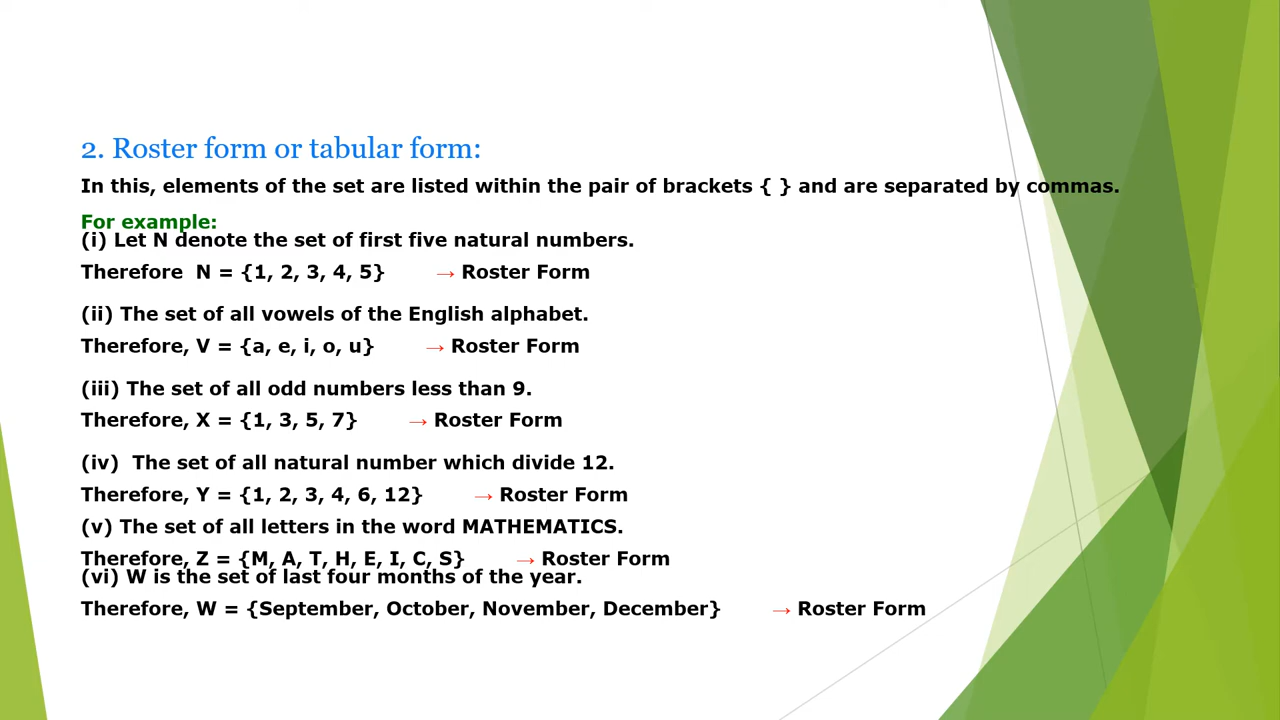 2. Roster form or tabular form:
In this, elements of the set are listed within the pair of brackets { } and are separated by commas.
For example:
(i) Let N denote the set of first five natural numbers.
Therefore N = {1, 2, 3, 4, 5} → Roster Form
(ii) The set of all vowels of the English alphabet.
Therefore, V = {a, e, i, o, u} → Roster Form
(iii) The set of all odd numbers less than 9.
Therefore, X = {1, 3, 5, 7} → Roster Form
(iv) The set of all natural number which divide 12.
Therefore, Y = {1, 2, 3, 4, 6, 12} → Roster Form
(v) The set of all letters in the word MATHEMATICS.
Therefore, Z = {M, A, T, H, E, I, C, S} → Roster Form
(vi) W is the set of last four months of the year.
Therefore, W = {September, October, November, December} → Roster Form